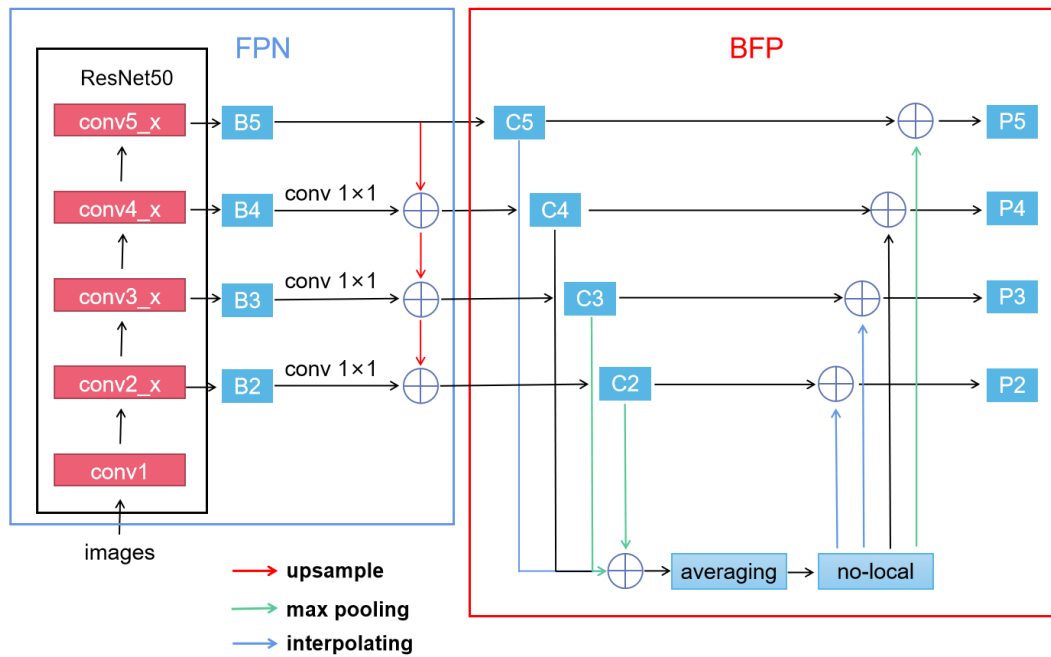 FPN
BFP
ResNet50
conv5_x
B5
C5
P5
conv4_x
B4
conv 1×1
C4
P4
conv3_x
B3
conv 1×1
C3
P3
conv2_x
B2
conv 1×1
C2
P2
conv1
images
averaging
no-local
upsample
max pooling
interpolating